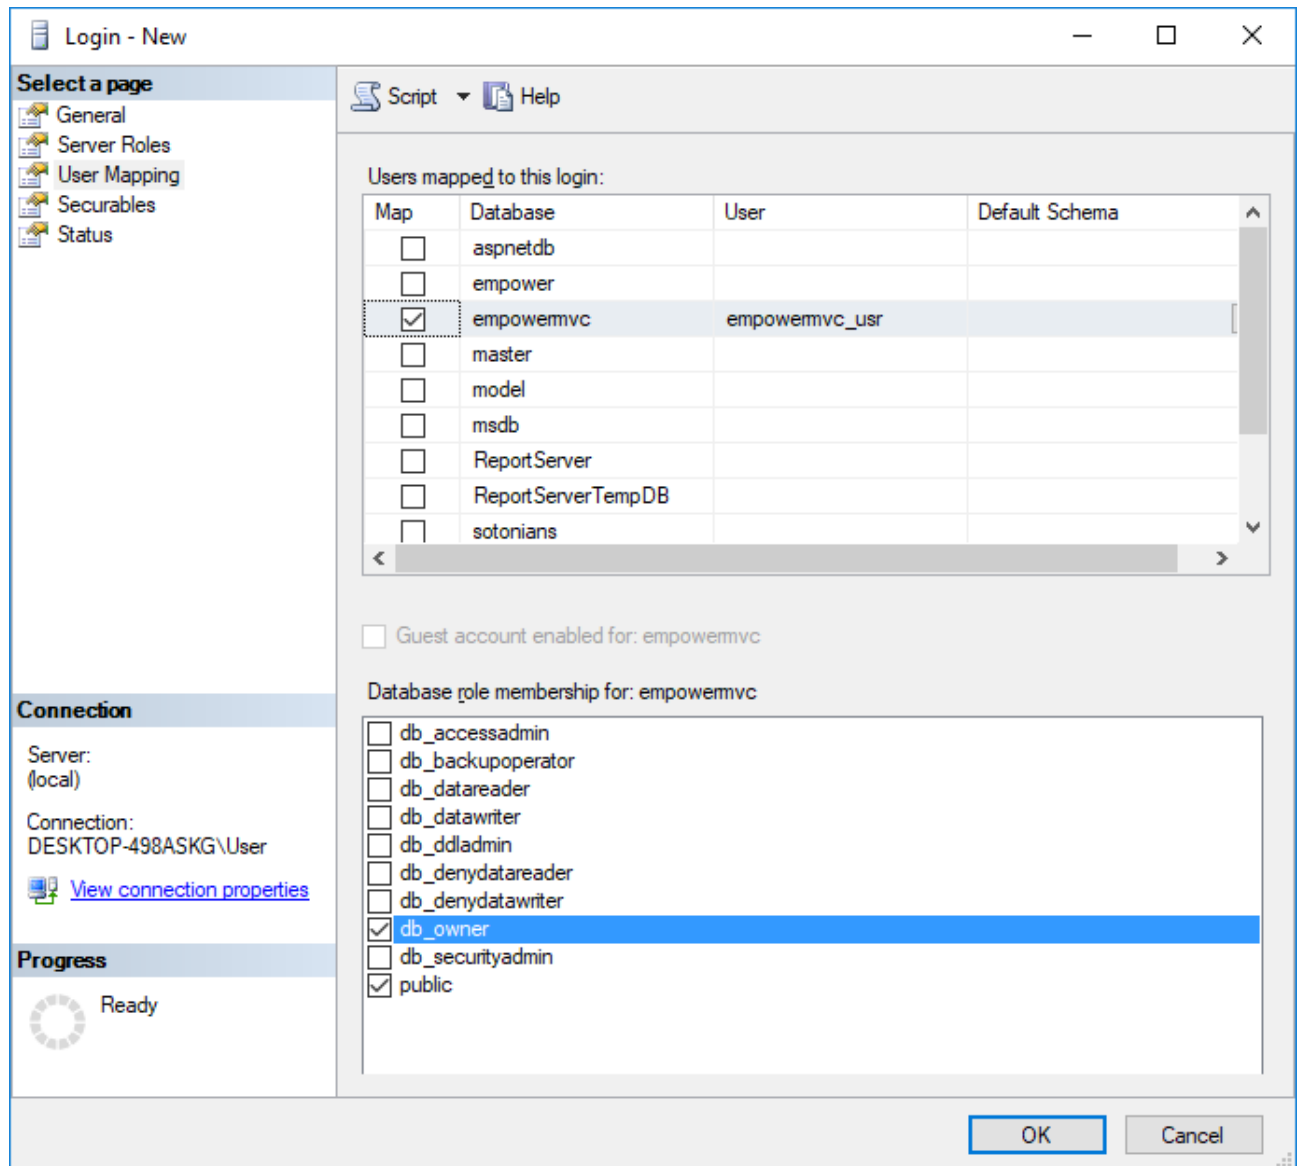 Login - New
Select a page
General
Server Roles
User Mapping
Securables
Status
Script
Help
Users mapped to this login:
Map Database User Default Schema
aspnetdb
empower
empowermvc empowermvc_usr
master
model
msdb
ReportServer
ReportServerTempDB
sotonians
Guest account enabled for: empowermvc
Database role membership for: empowermvc
db_accessadmin
db_backupoperator
db_datareader
db_datawriter
db_ddladmin
db_denydatareader
db_denydatawriter
db_owner
db_securityadmin
public
Connection
Server:
(local)
Connection:
DESKTOP-498ASKG\User
View connection properties
Progress
Ready
OK
Cancel